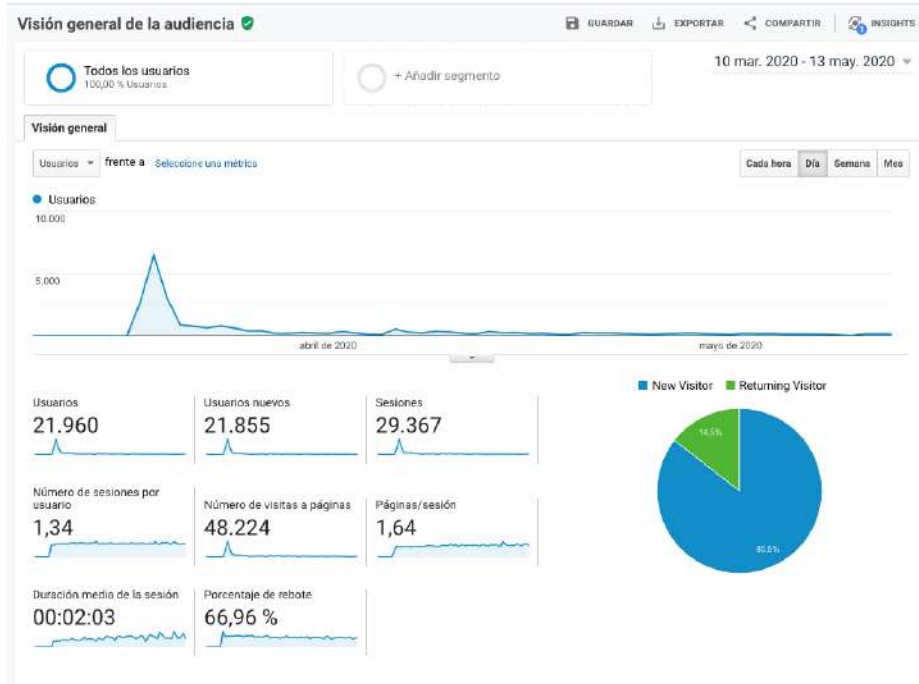 Visión general de la audiencia
GUARDAR
EXPORTAR
COMPARTIR
INSIGHTS
Todos los usuarios
100,00 % Usuarios
+ Añadir segmento
10 mar. 2020 - 13 may. 2020
Visión general
Usuarios
frente a
Seleccione una métrica
Cada hora
Día
Semana
Mes
Usuarios
10.000
5.000
abril de 2020
mayo de 2020
New Visitor
Returning Visitor
14,5%
85,5%
Usuarios
21.960
Usuarios nuevos
21.855
Sesiones
29.367
Número de sesiones por
usuario
1,34
Número de visitas a páginas
48.224
Páginas/sesión
1,64
Duración media de la sesión
00:02:03
Porcentaje de rebote
66,96 %